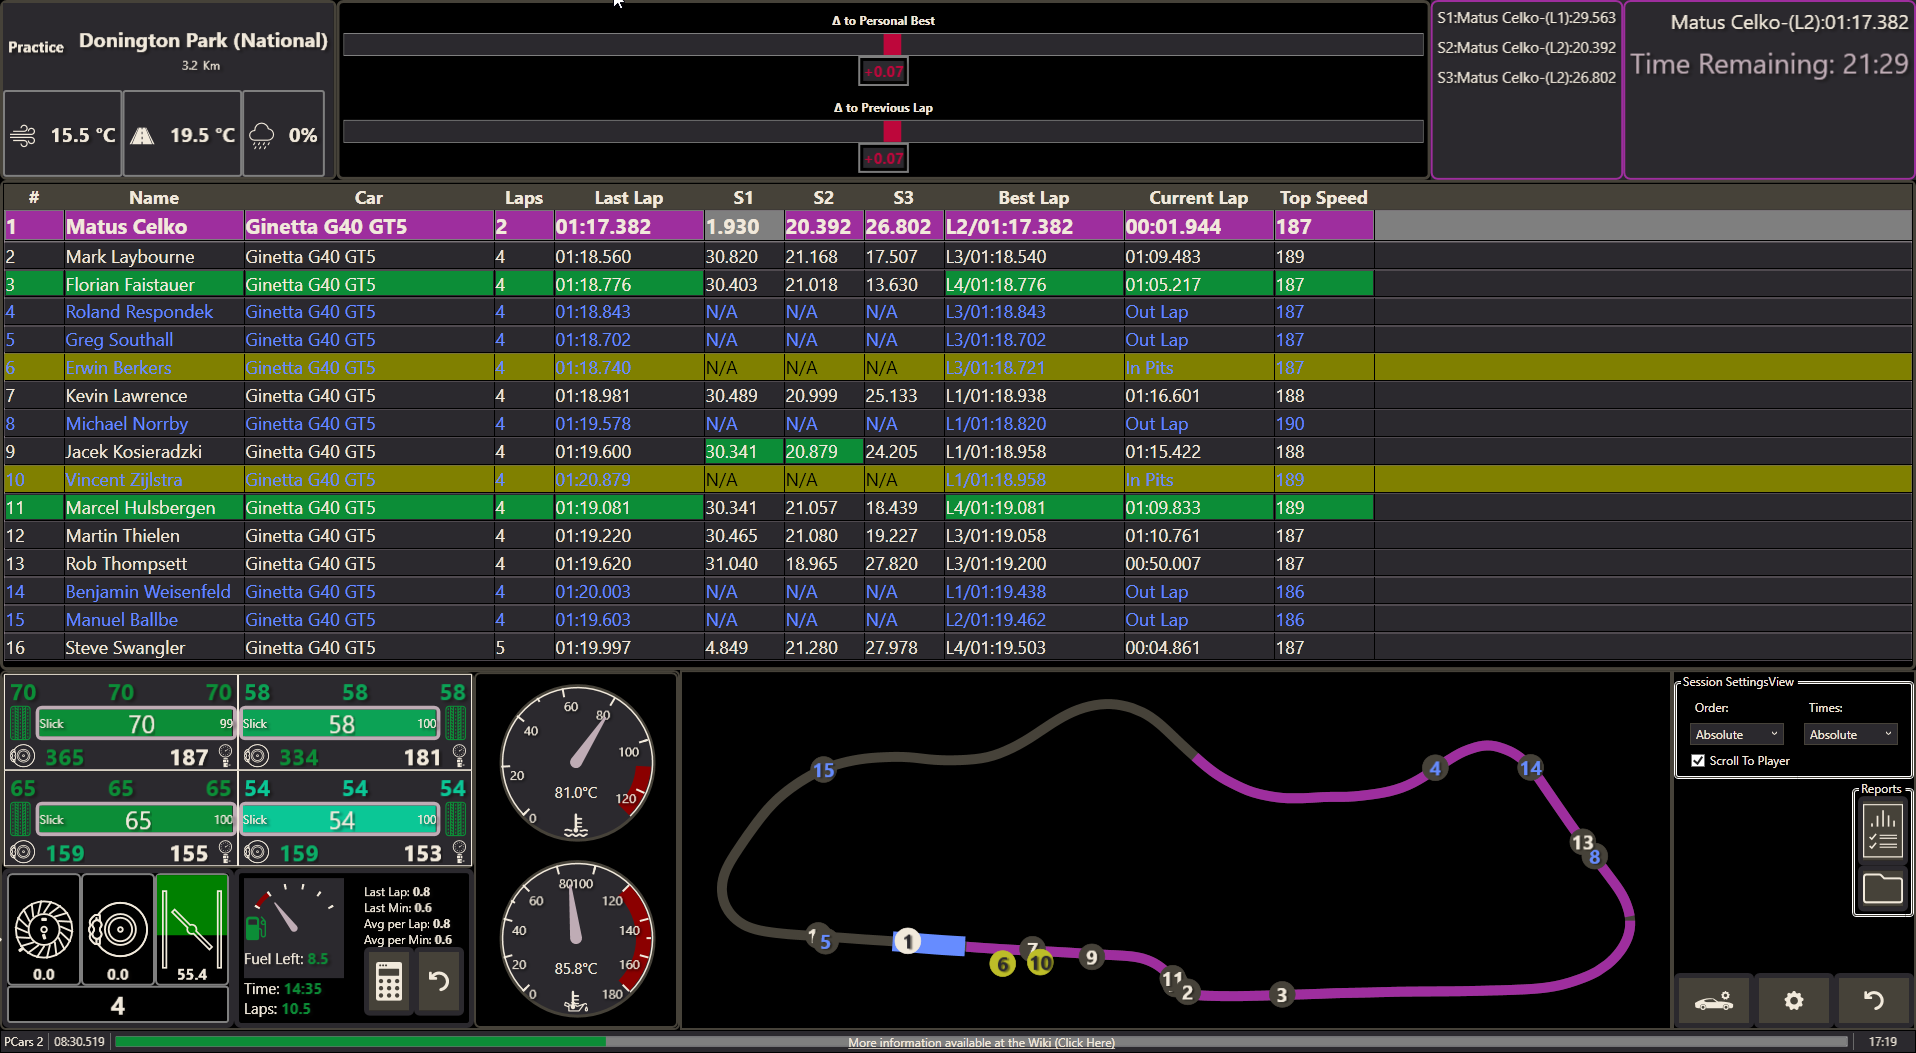 Practice
Donington Park (National)
3.2 Km
15.5 °C
19.5 °C
0%
Δ to Personal Best
+0.07
Δ to Previous Lap
+0.07
S1:Matus Celko-(L1):29.563
S2:Matus Celko-(L2):20.392
S3:Matus Celko-(L2):26.802
Matus Celko-(L2):01:17.382
Time Remaining: 21:29
# Name Car Laps Last Lap S1 S2 S3 Best Lap Current Lap Top Speed
1 Matus Celko Ginetta G40 GT5 2 01:17.382 1.930 20.392 26.802 L2/01:17.382 00:01.944 187
2 Mark Laybourne Ginetta G40 GT5 4 01:18.560 30.820 21.168 17.507 L3/01:18.540 01:09.483 189
3 Florian Faistauer Ginetta G40 GT5 4 01:18.776 30.403 21.018 13.630 L4/01:18.776 01:05.217 187
4 Roland Respondek Ginetta G40 GT5 4 01:18.843 N/A N/A N/A L3/01:18.843 Out Lap 187
5 Greg Southall Ginetta G40 GT5 4 01:18.702 N/A N/A N/A L3/01:18.702 Out Lap 187
6 Erwin Berkers Ginetta G40 GT5 4 01:18.740 N/A N/A N/A L3/01:18.721 In Pits 187
7 Kevin Lawrence Ginetta G40 GT5 4 01:18.981 30.489 20.999 25.133 L1/01:18.938 01:16.601 188
8 Michael Norrby Ginetta G40 GT5 4 01:19.578 N/A N/A N/A L1/01:18.820 Out Lap 190
9 Jacek Kosieradzki Ginetta G40 GT5 4 01:19.600 30.341 20.879 24.205 L1/01:18.958 01:15.422 188
10 Vincent Zijlstra Ginetta G40 GT5 4 01:20.879 N/A N/A N/A L1/01:18.958 In Pits 189
11 Marcel Hulsbergen Ginetta G40 GT5 4 01:19.081 30.341 21.057 18.439 L4/01:19.081 01:09.833 189
12 Martin Thielen Ginetta G40 GT5 4 01:19.220 30.465 21.080 19.227 L3/01:19.058 01:10.761 187
13 Rob Thompsett Ginetta G40 GT5 4 01:19.620 31.040 18.965 27.820 L3/01:19.200 00:50.007 187
14 Benjamin Weisenfeld Ginetta G40 GT5 4 01:20.003 N/A N/A N/A L1/01:19.438 Out Lap 186
15 Manuel Ballbe Ginetta G40 GT5 4 01:19.603 N/A N/A N/A L2/01:19.462 Out Lap 186
16 Steve Swangler Ginetta G40 GT5 5 01:19.997 4.849 21.280 27.978 L4/01:19.503 00:04.861 187
70 70 70 58 58 58
Slick 70 99 Slick 58 100
365 187 334 181
65 65 65 54 54 54
Slick 65 100 Slick 54 100
159 155 159 153
0.0 0.0 55.4
4
Last Lap: 0.8
Last Min: 0.6
Avg per Lap: 0.8
Avg per Min: 0.6
Fuel Left: 8.5
Time: 14:35
Laps: 10.5
0 20 40 60 80 100 120
81.0°C
0 20 40 60 80 100 120 140 160 180
85.8°C
15
4
14
13
8
5
1
6
7
10
9
11
2
3
Session SettingsView
Order: Times:
Absolute Absolute
Scroll To Player
Reports
PCars 2 08:30.519 More information available at the Wiki (Click Here) 17:19